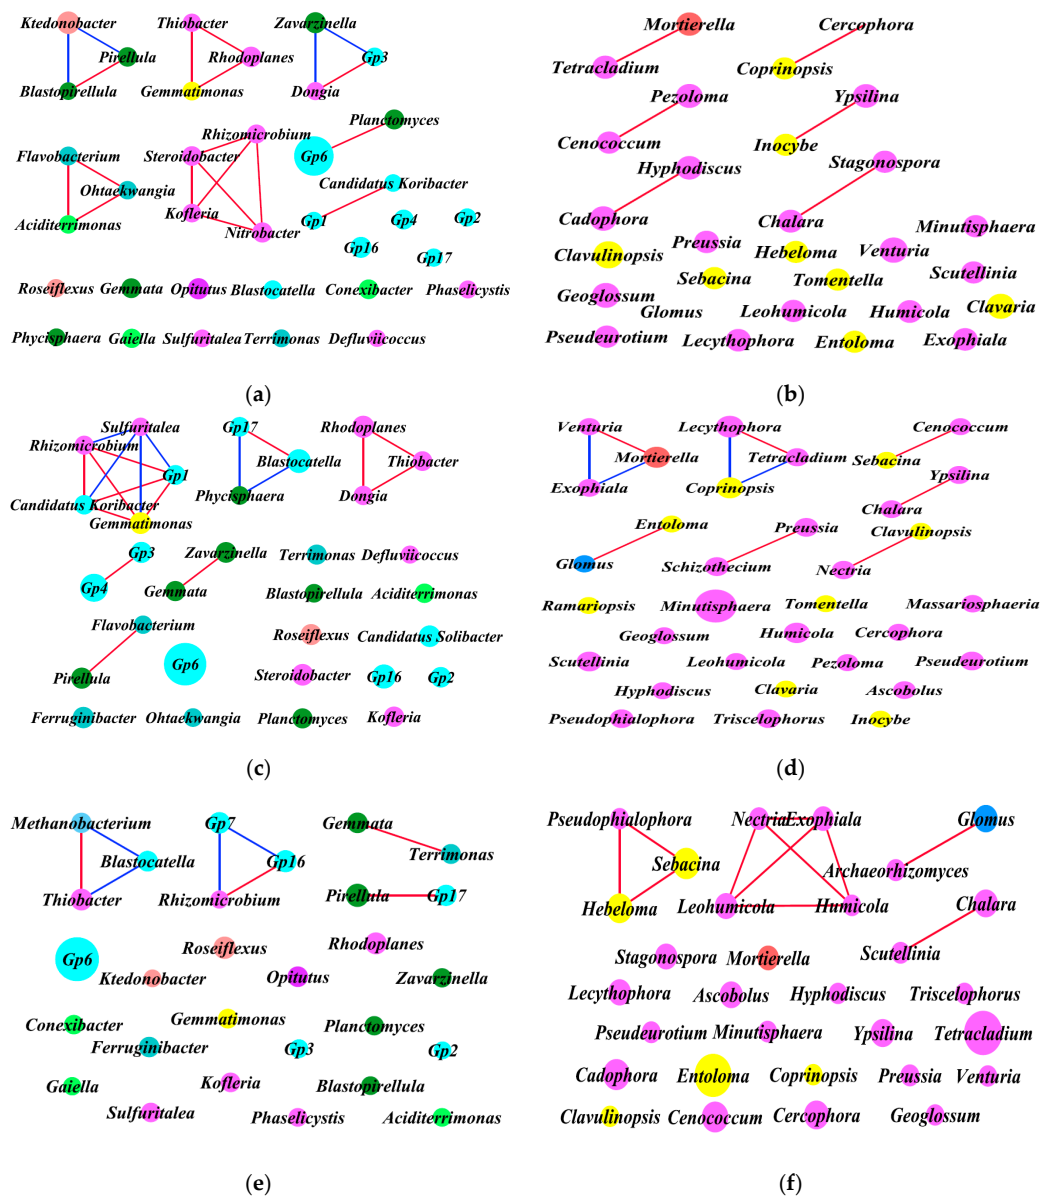 Ktedonobacter
Pirellula
Blastopirellula
Thiobacter
Rhodoplanes
Gemmatimonas
Zavarzinella
Gp3
Dongia
Planctomyces
Gp6
Flavobacterium
Ohtaekwangia
Aciditerrimonas
Rhizomicrobium
Steroidobacter
Kofleria
Nitrobacter
Candidatus Koribacter
Gp1
Gp4
Gp2
Gp16
Gp17
Roseiflexus
Gemmata
Opitutus
Blastocatella
Conexibacter
Phaselicystis
Phycisphaera
Gaiella
Sulfuritalea
Terrimonas
Defluviicoccus
(a)
Mortierella
Tetracladium
Cercophora
Coprinopsis
Pezoloma
Cenococcum
Ypsilina
Inocybe
Hyphodiscus
Cadophora
Stagonospora
Chalara
Minutisphaera
Clavulinopsis
Preussia
Hebeloma
Venturia
Sebacina
Tomentella
Scutellinia
Geoglossum
Glomus
Leohumicola
Humicola
Clavaria
Pseudeurotium
Lecythophora
Entoloma
Exophiala
(b)
Sulfuritalea
Rhizomicrobium
Gp1
Candidatus Koribacter
Gemmatimonas
Gp17
Blastocatella
Phycisphaera
Rhodoplanes
Thiobacter
Dongia
Gp3
Gp4
Zavarzinella
Gemmata
Terrimonas
Defluviicoccus
Blastopirellula
Aciditerrimonas
Flavobacterium
Pirellula
Gp6
Roseiflexus
Candidatus Solibacter
Steroidobacter
Gp16
Gp2
Ferruginibacter
Ohtaekwangia
Planctomyces
Kofleria
(c)
Venturia
Mortierella
Exophiala
Lecythophora
Tetracladium
Coprinopsis
Cenococcum
Sebacina
Ypsilina
Chalara
Entoloma
Glomus
Preussia
Schizothecium
Clavulinopsis
Nectria
Ramariopsis
Minutisphaera
Tomentella
Massariosphaeria
Geoglossum
Humicola
Cercophora
Scutellinia
Leohumicola
Pezoloma
Pseudeurotium
Hyphodiscus
Clavaria
Ascobolus
Pseudophialophora
Triscelophorus
Inocybe
(d)
Methanobacterium
Blastocatella
Thiobacter
Gp7
Gp16
Rhizomicrobium
Gemmata
Terrimonas
Pirellula
Gp17
Gp6
Roseiflexus
Rhodoplanes
Ktedonobacter
Opitutus
Zavarzinella
Conexibacter
Gemmatimonas
Planctomyces
Ferruginibacter
Gp3
Gp2
Gaiella
Kofleria
Blastopirellula
Sulfuritalea
Phaselicystis
Aciditerrimonas
(e)
Pseudophialophora
Sebacina
Hebeloma
Nectria
Exophiala
Leohumicola
Humicola
Glomus
Archaeorhizomyces
Chalara
Scutellinia
Stagonospora
Mortierella
Lecythophora
Ascobolus
Hyphodiscus
Triscelophorus
Pseudeurotium
Minutisphaera
Ypsilina
Tetracladium
Cadophora
Entoloma
Coprinopsis
Preussia
Venturia
Clavulinopsis
Cenococcum
Cercophora
Geoglossum
(f)